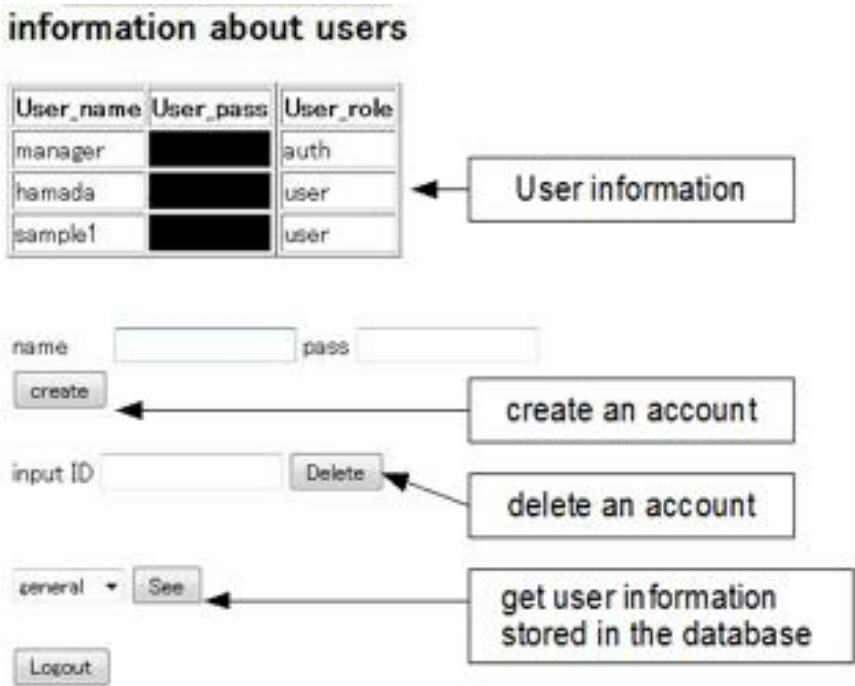 information about users
User_name User_pass User_role
manager auth
User information
hamada user
sample1 user
name pass
create
create an account
input ID Delete
delete an account
general See
get user information
stored in the database
Logout